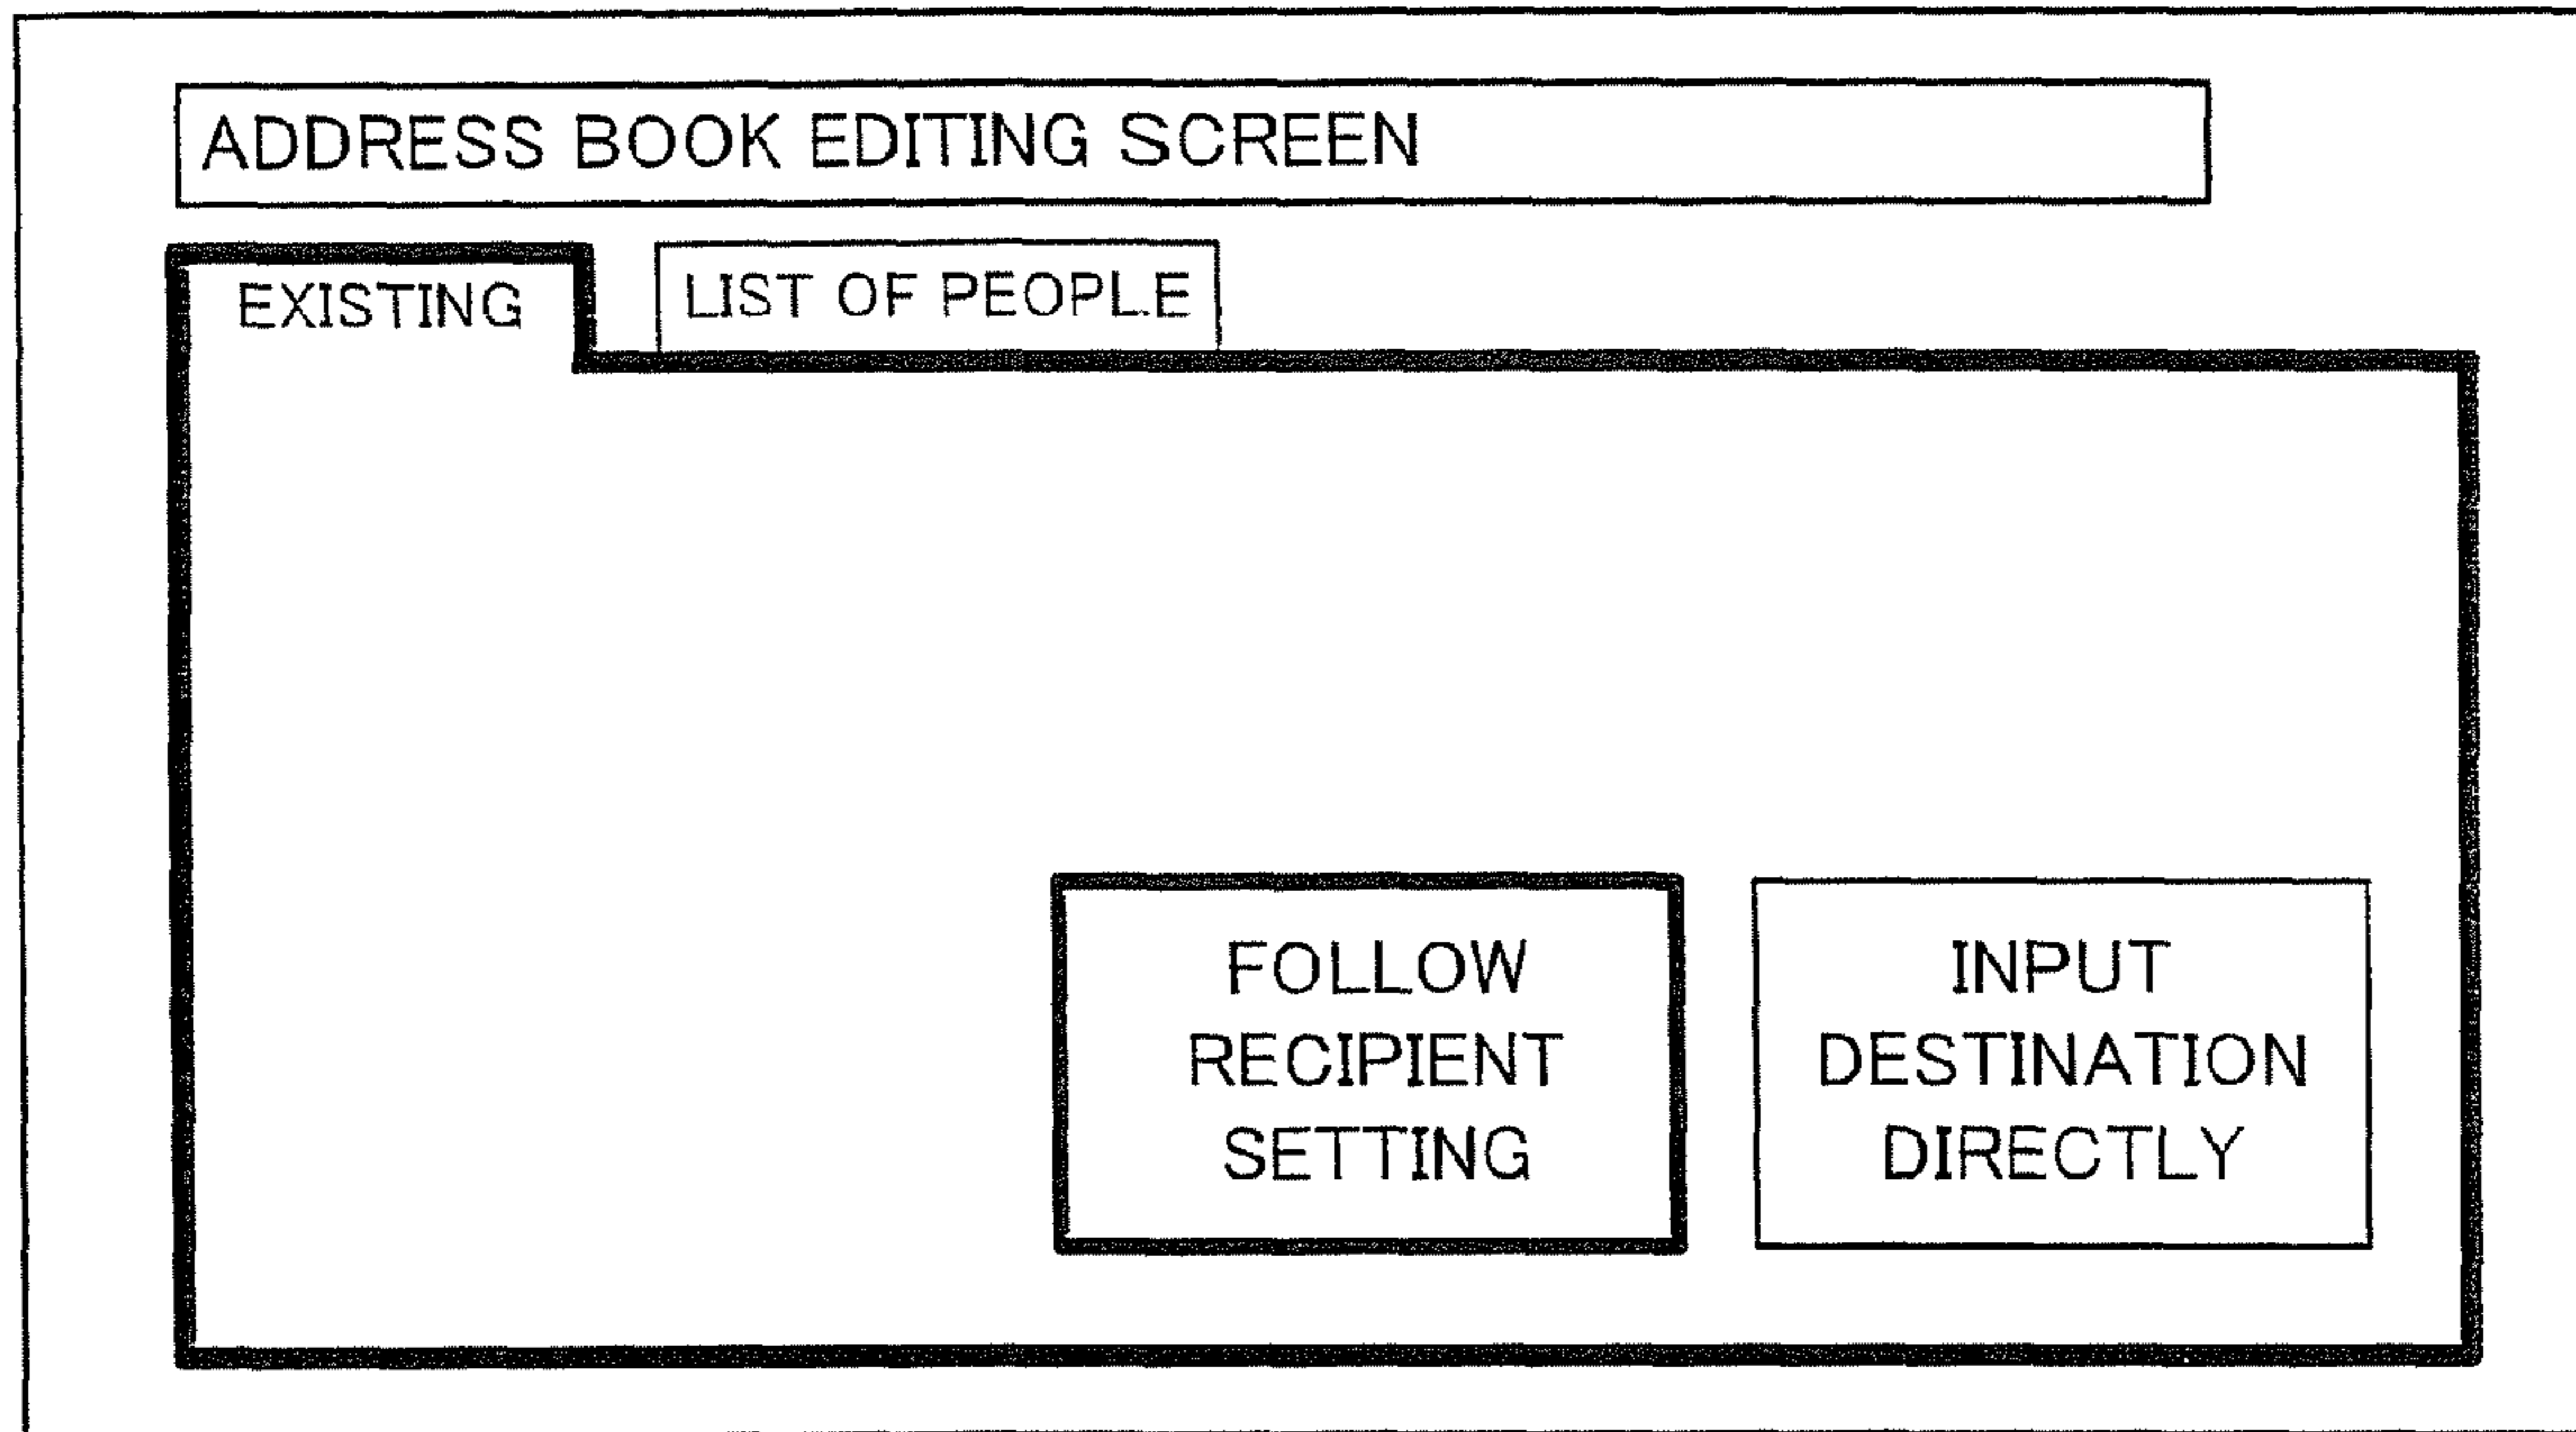 ADDRESS BOOK EDITING SCREEN
EXISTING
LIST OF PEOPLE
FOLLOW
RECIPIENT
SETTING
INPUT
DESTINATION
DIRECTLY